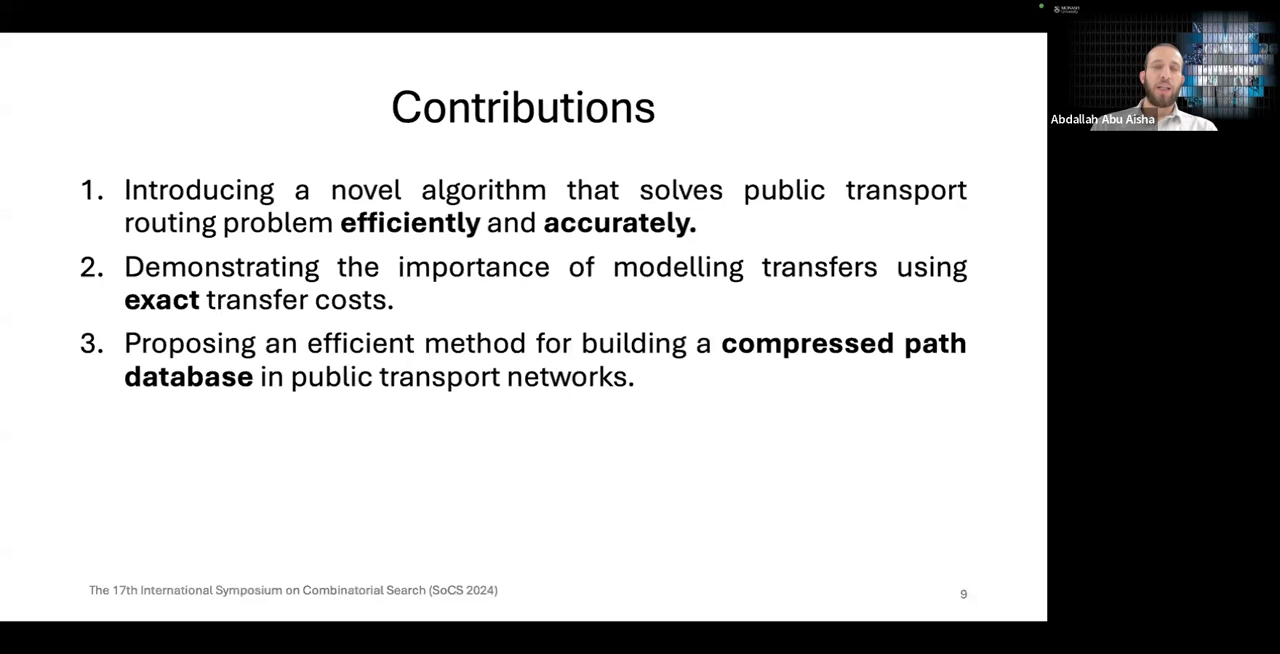 MONASH
University
Contributions
Abdallah Abu Aisha
1. Introducing a novel algorithm that solves public transport
routing problem efficiently and accurately.
2. Demonstrating the importance of modelling transfers using
exact transfer costs.
3. Proposing an efficient method for building a compressed path
database in public transport networks.
The 17th International Symposium on Combinatorial Search (SoCS 2024)
9